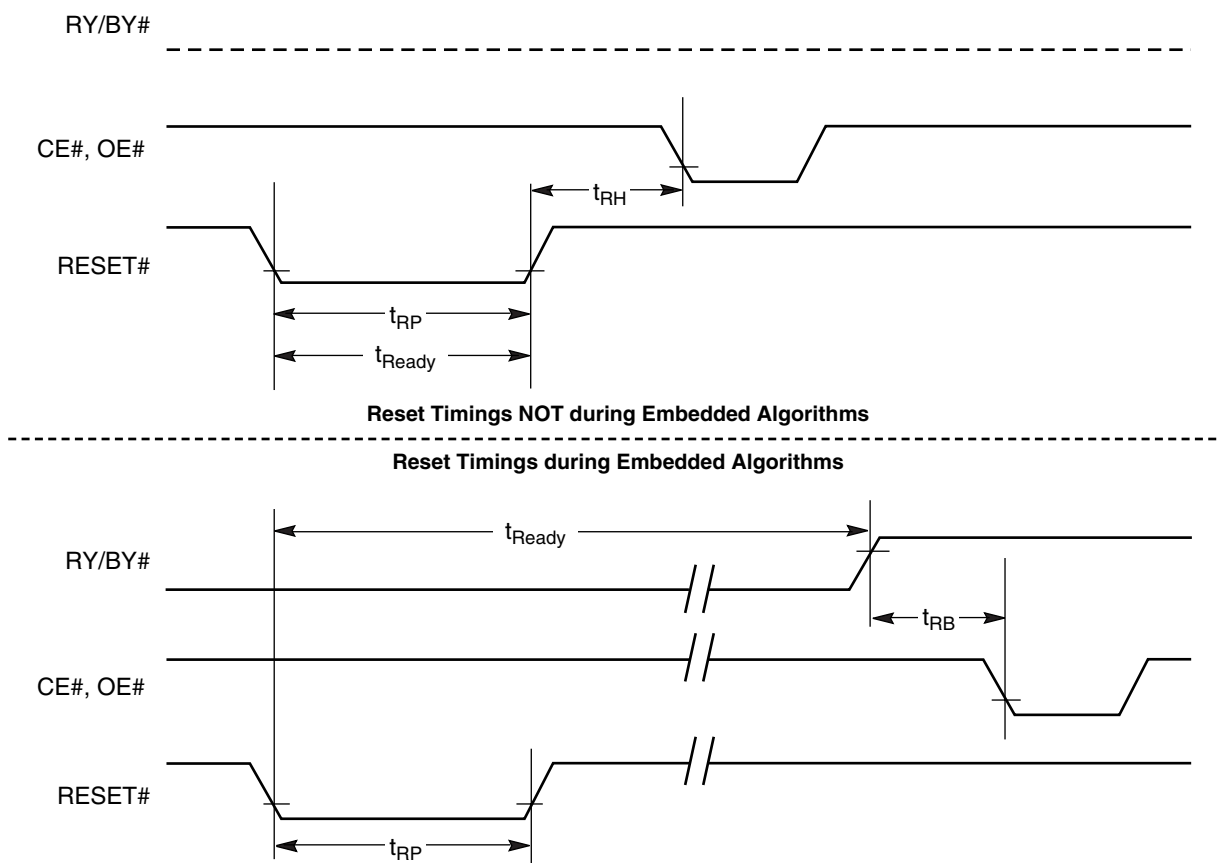 RY/BY#
CE#, OE#
tRH
RESET#
tRP
tReady
Reset Timings NOT during Embedded Algorithms
Reset Timings during Embedded Algorithms
tReady
RY/BY#
tRB
CE#, OE#
RESET#
tRP